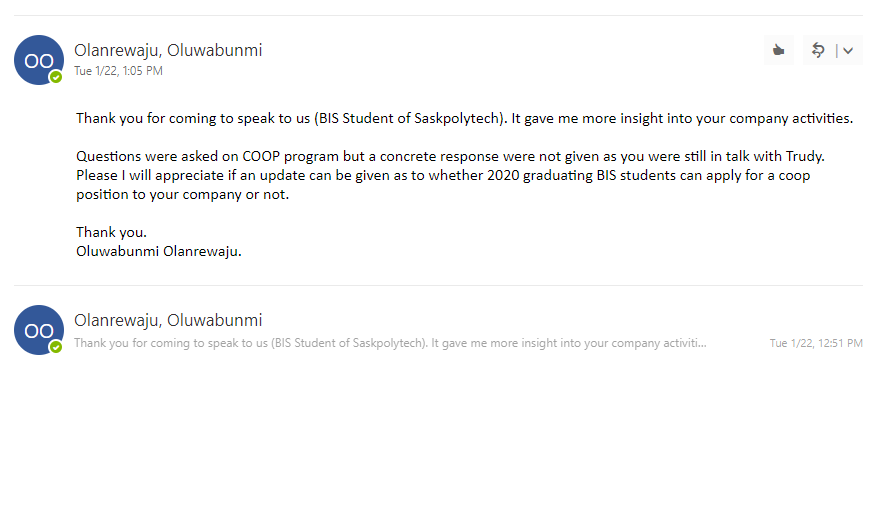 OO
Olanrewaju, Oluwabunmi
Tue 1/22, 1:05 PM
Thank you for coming to speak to us (BIS Student of Saskpolytech). It gave me more insight into your company activities.
Questions were asked on COOP program but a concrete response were not given as you were still in talk with Trudy.
Please I will appreciate if an update can be given as to whether 2020 graduating BIS students can apply for a coop
position to your company or not.
Thank you.
Oluwabunmi Olanrewaju.
OO
Olanrewaju, Oluwabunmi
Thank you for coming to speak to us (BIS Student of Saskpolytech). It gave me more insight into your company activiti...
Tue 1/22, 12:51 PM